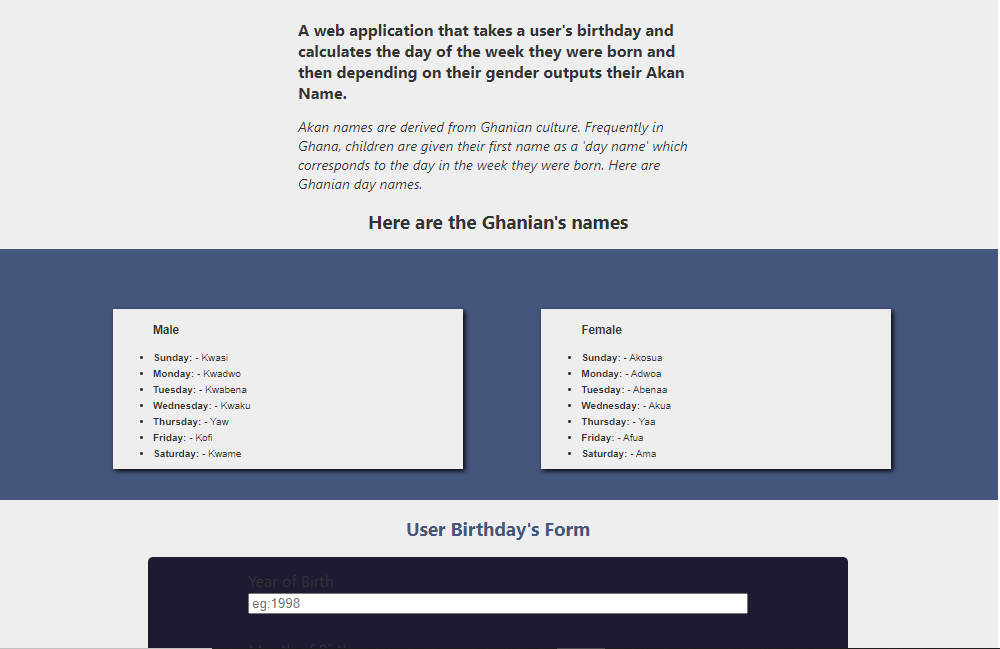 A web application that takes a user's birthday and
calculates the day of the week they were born and
then depending on their gender outputs their Akan
Name.
Akan names are derived from Ghanian culture. Frequently in
Ghana, children are given their first name as a 'day name' which
corresponds to the day in the week they were born. Here are
Ghanian day names.
Here are the Ghanian's names
Male
• Sunday: - Kwasi
• Monday: - Kwadwo
• Tuesday: - Kwabena
• Wednesday: - Kwaku
• Thursday: - Yaw
• Friday: - Kofi
• Saturday: - Kwame
Female
• Sunday: - Akosua
• Monday: - Adwoa
• Tuesday: - Abenaa
• Wednesday: - Akua
• Thursday: - Yaa
• Friday: - Afua
• Saturday: - Ama
User Birthday's Form
Year of Birth
eg:1998